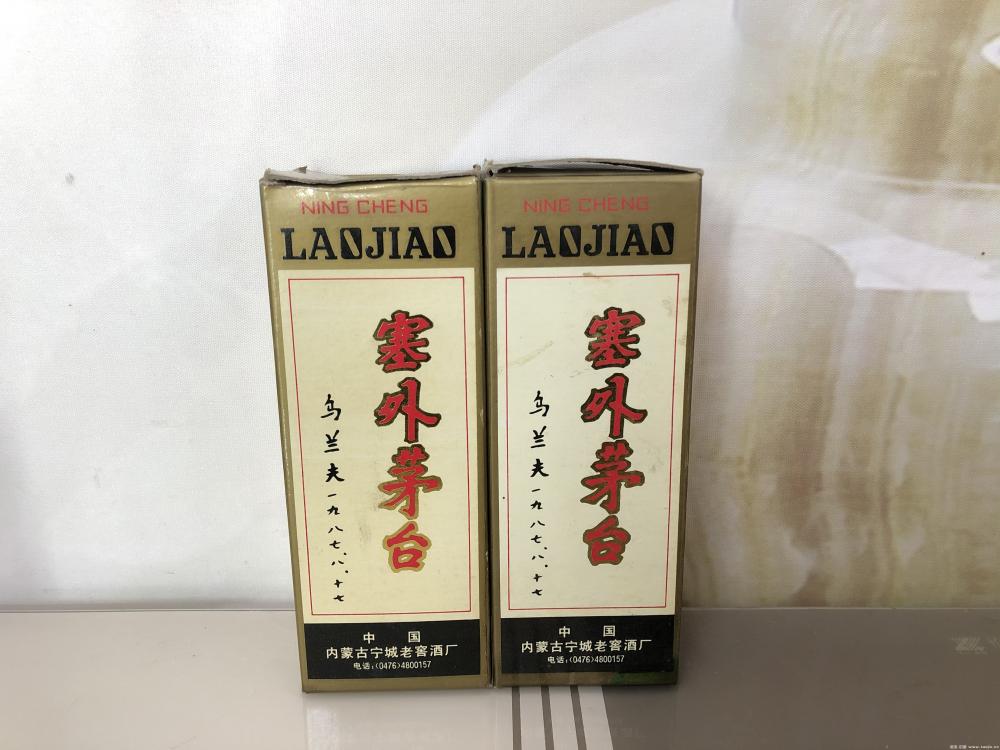 NING CHENG
LAOJIAO
塞外茅台
乌兰夫一九八七、八、十七
中 国
内蒙古宁城老窖酒厂
电话:(0476)4800157
NING CHENG
LAOJIAO
塞外茅台
乌兰夫一九八七、八、十七
中 国
内蒙古宁城老窖酒厂
电话:(0476)4800157